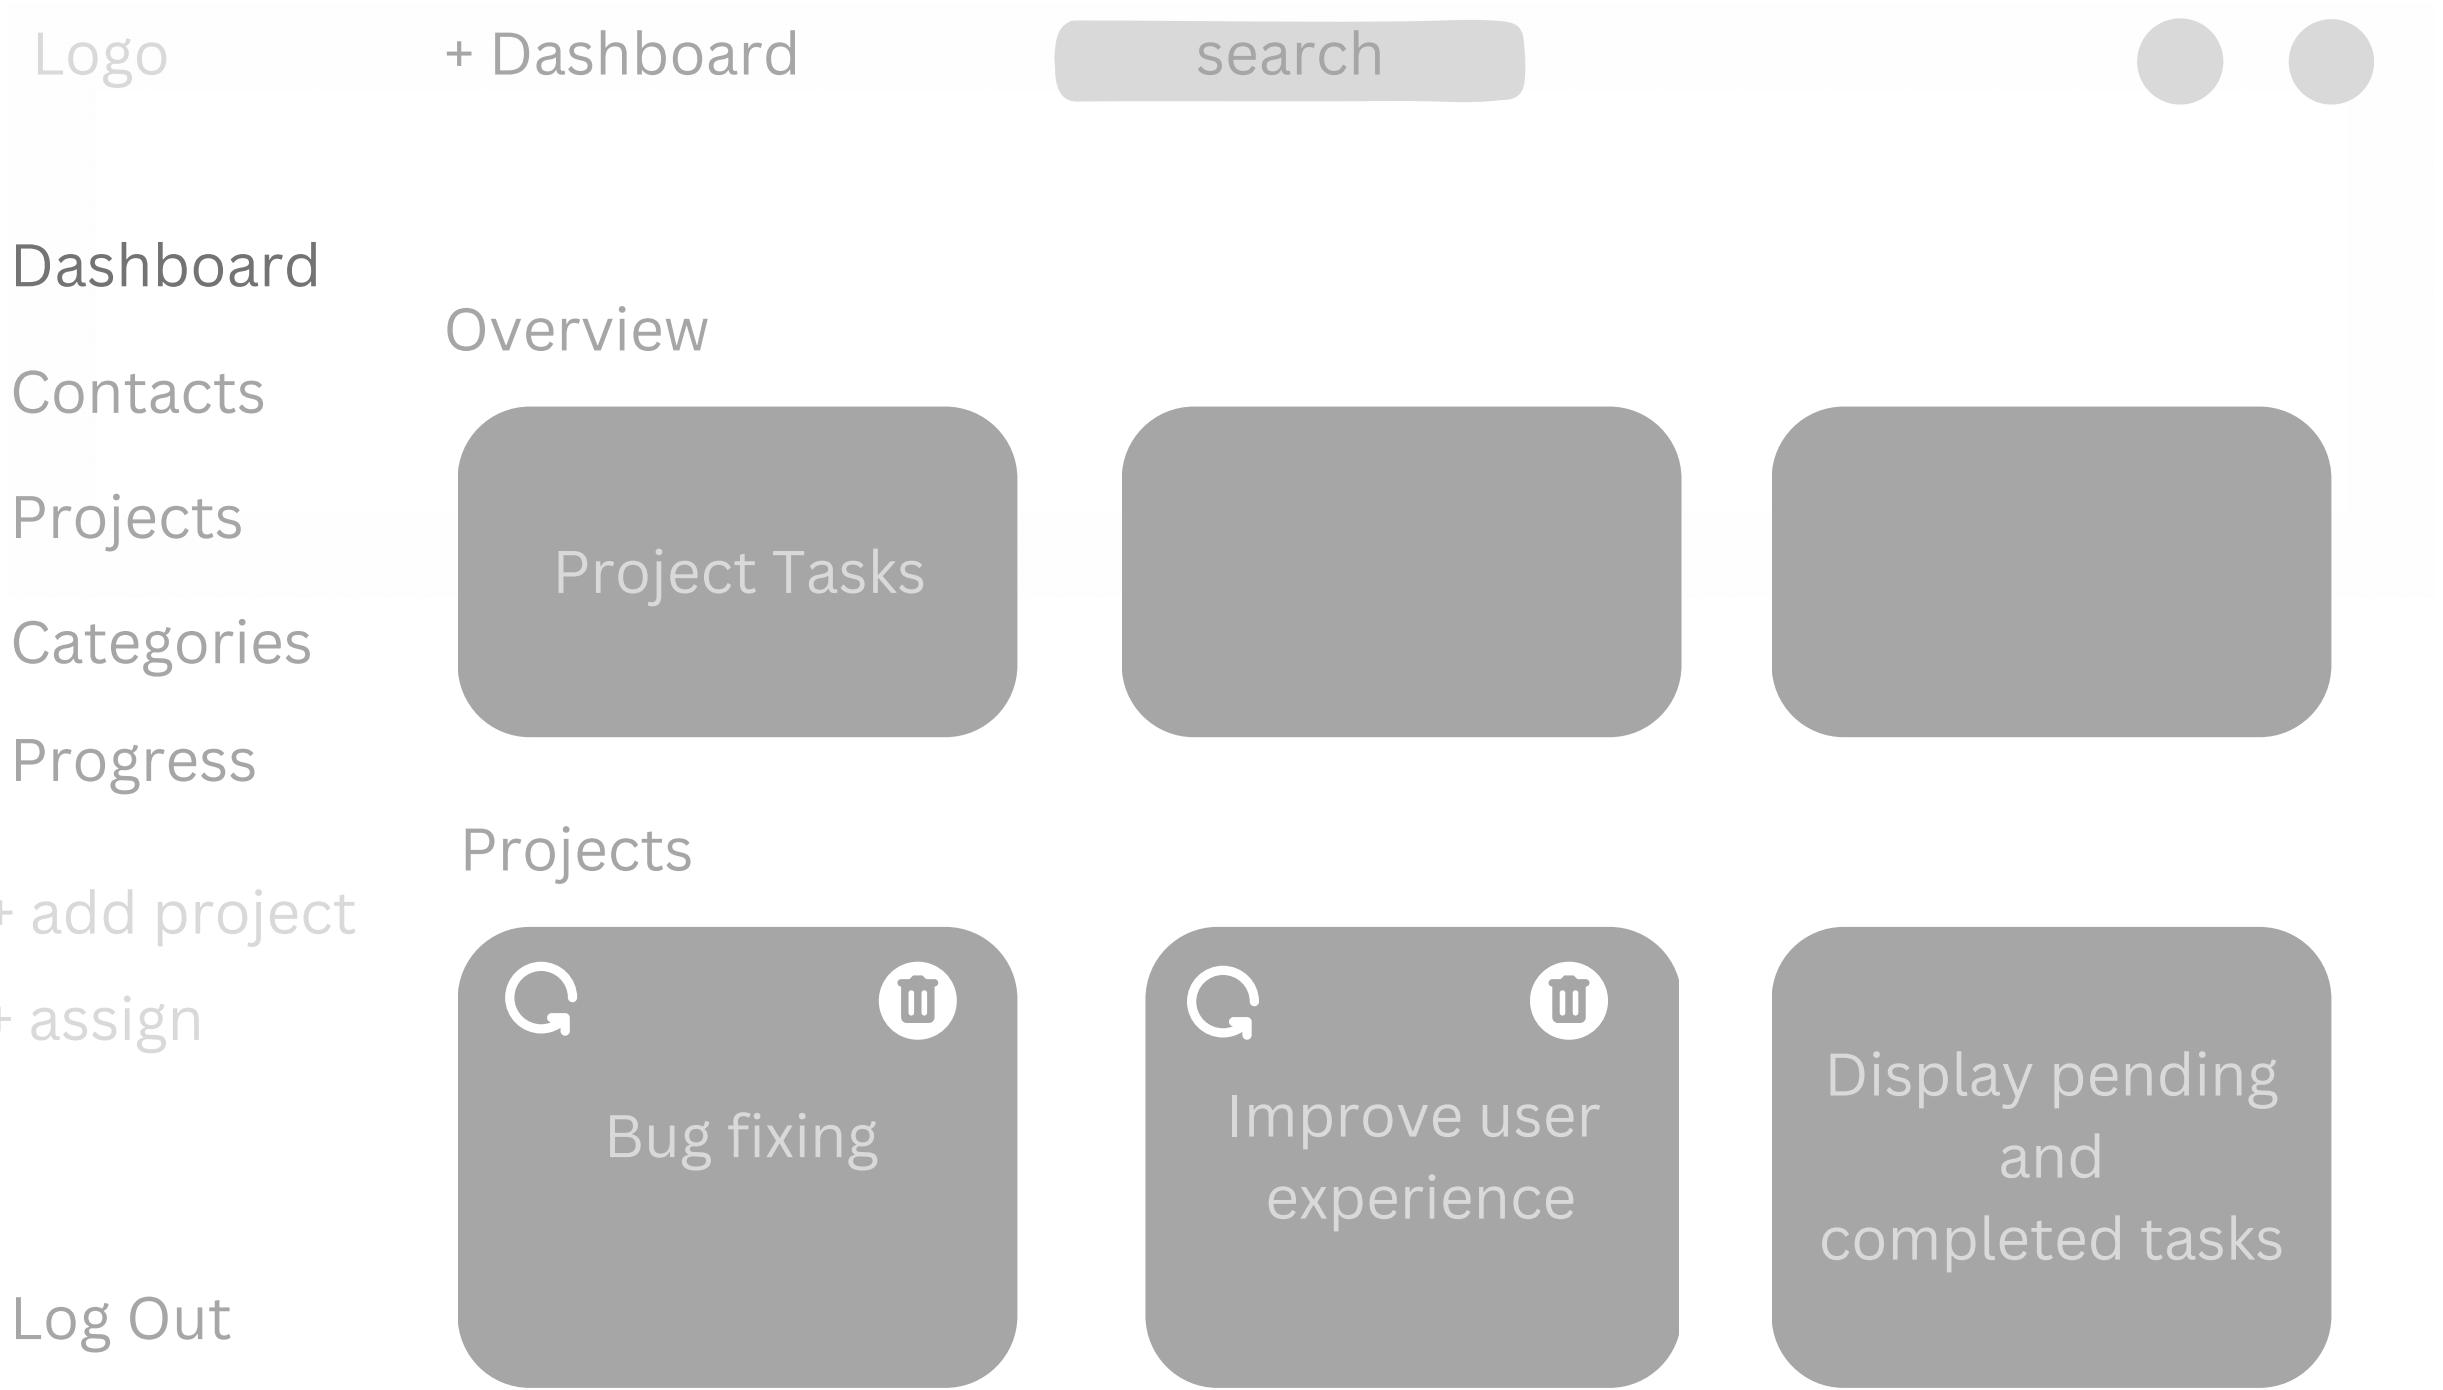 Logo
+ Dashboard
search
Dashboard
Contacts
Projects
Categories
Progress
+ add project
+ assign
Log Out
Overview
Project Tasks
Projects
Bug fixing
Improve user
experience
Display pending
and
completed tasks